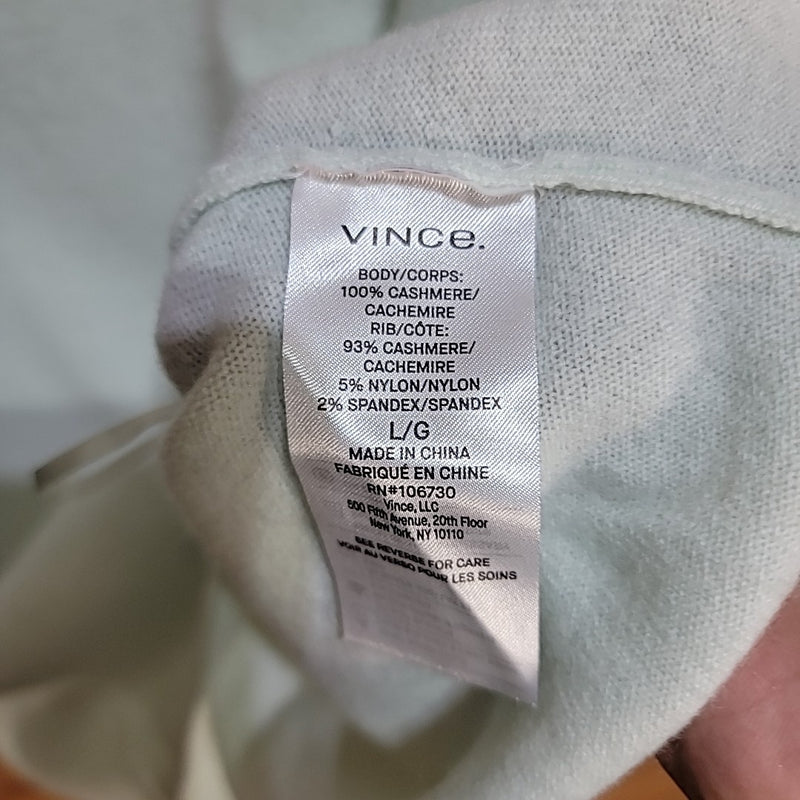 VINCE.
BODY/CORPS:
100% CASHMERE/
CACHEMIRE
RIB/CÔTE:
93% CASHMERE/
CACHEMIRE
5% NYLON/NYLON
2% SPANDEX/SPANDEX
L/G
MADE IN CHINA
FABRIQUÉ EN CHINE
RN#106730
Vince, LLC
500 Fifth Avenue, 20th Floor
New York, NY 10110
SEE REVERSE FOR CARE
VOIR AU VERSO POUR LES SOINS